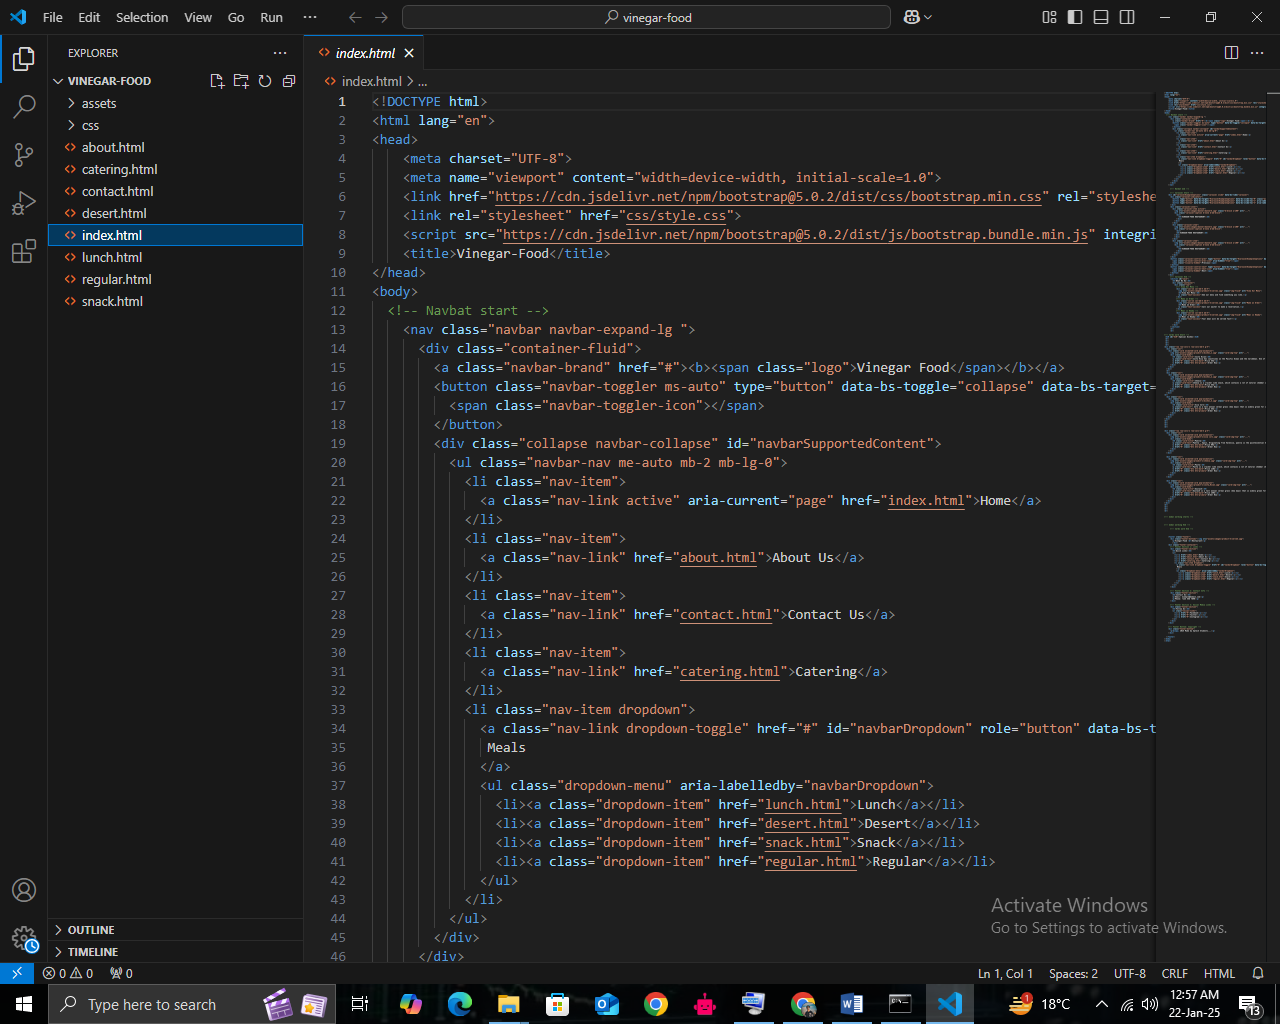 File Edit Selection View Go Run ··· vinegar-food
EXPLORER ···
VINEGAR-FOOD
assets
css
about.html
catering.html
contact.html
desert.html
index.html
lunch.html
regular.html
snack.html
OUTLINE
TIMELINE
index.html
index.html > ...
1 <!DOCTYPE html>
2 <html lang="en">
3 <head>
4 <meta charset="UTF-8">
5 <meta name="viewport" content="width=device-width, initial-scale=1.0">
6 <link href="https://cdn.jsdelivr.net/npm/bootstrap@5.0.2/dist/css/bootstrap.min.css" rel="styleshe
7 <link rel="stylesheet" href="css/style.css">
8 <script src="https://cdn.jsdelivr.net/npm/bootstrap@5.0.2/dist/js/bootstrap.bundle.min.js" integri
9 <title>Vinegar-Food</title>
10 </head>
11 <body>
12 <!-- Navbat start -->
13 <nav class="navbar navbar-expand-lg ">
14 <div class="container-fluid">
15 <a class="navbar-brand" href="#"><b><span class="logo">Vinegar Food</span></b></a>
16 <button class="navbar-toggler ms-auto" type="button" data-bs-toggle="collapse" data-bs-target=
17 <span class="navbar-toggler-icon"></span>
18 </button>
19 <div class="collapse navbar-collapse" id="navbarSupportedContent">
20 <ul class="navbar-nav me-auto mb-2 mb-lg-0">
21 <li class="nav-item">
22 <a class="nav-link active" aria-current="page" href="index.html">Home</a>
23 </li>
24 <li class="nav-item">
25 <a class="nav-link" href="about.html">About Us</a>
26 </li>
27 <li class="nav-item">
28 <a class="nav-link" href="contact.html">Contact Us</a>
29 </li>
30 <li class="nav-item">
31 <a class="nav-link" href="catering.html">Catering</a>
32 </li>
33 <li class="nav-item dropdown">
34 <a class="nav-link dropdown-toggle" href="#" id="navbarDropdown" role="button" data-bs-t
35 Meals
36 </a>
37 <ul class="dropdown-menu" aria-labelledby="navbarDropdown">
38 <li><a class="dropdown-item" href="lunch.html">Lunch</a></li>
39 <li><a class="dropdown-item" href="desert.html">Desert</a></li>
40 <li><a class="dropdown-item" href="snack.html">Snack</a></li>
41 <li><a class="dropdown-item" href="regular.html">Regular</a></li>
42 </ul>
43 </li>
44 </ul>
45 </div>
46 </div>
Activate Windows
Go to Settings to activate Windows.
0 0 0 Ln 1, Col 1 Spaces: 2 UTF-8 CRLF HTML
Type here to search 1 18°C 12:57 AM 13
22-Jan-25